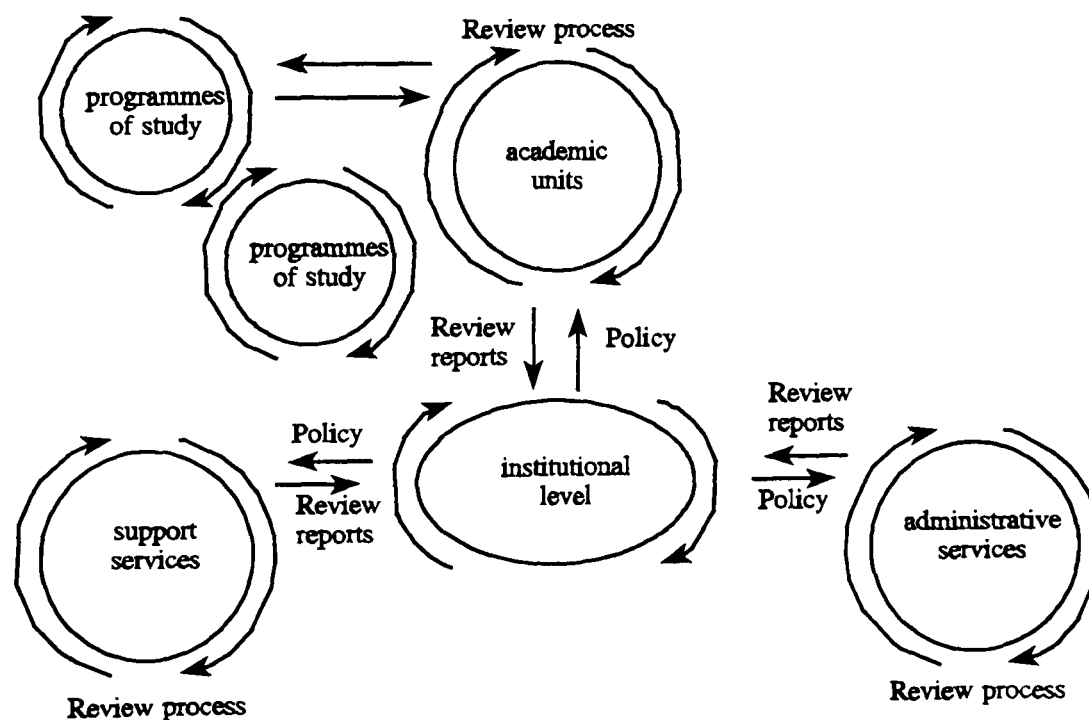 Review process
programmes
of study
academic
units
programmes
of study
Review
reports
Policy
Review
reports
Policy
institutional
level
Policy
Review
reports
support
services
administrative
services
Review process
Review process